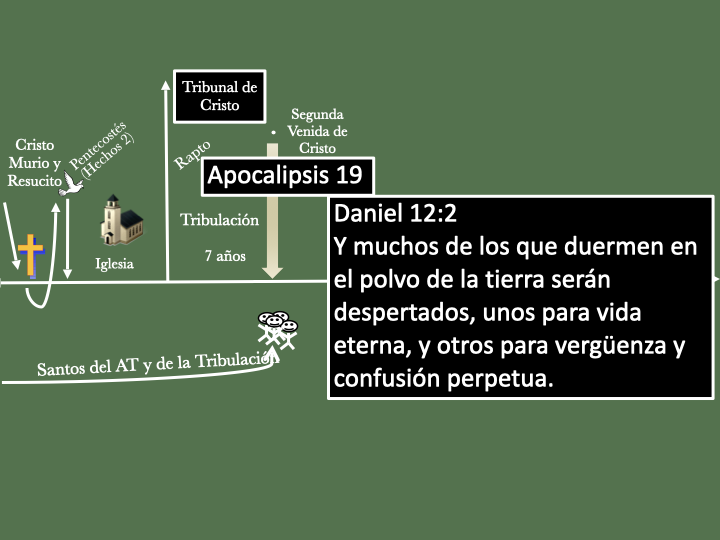 Tribunal de
Cristo
Segunda
Venida de
Cristo
Cristo
Murio y
Resucito
Pentecostés
(Hechos 2)
Rapto
Apocalipsis 19
Tribulación
7 años
Iglesia
Daniel 12:2
Y muchos de los que duermen en
el polvo de la tierra serán
despertados, unos para vida
eterna, y otros para vergüenza y
confusión perpetua.
Santos del AT y de la Tribulación